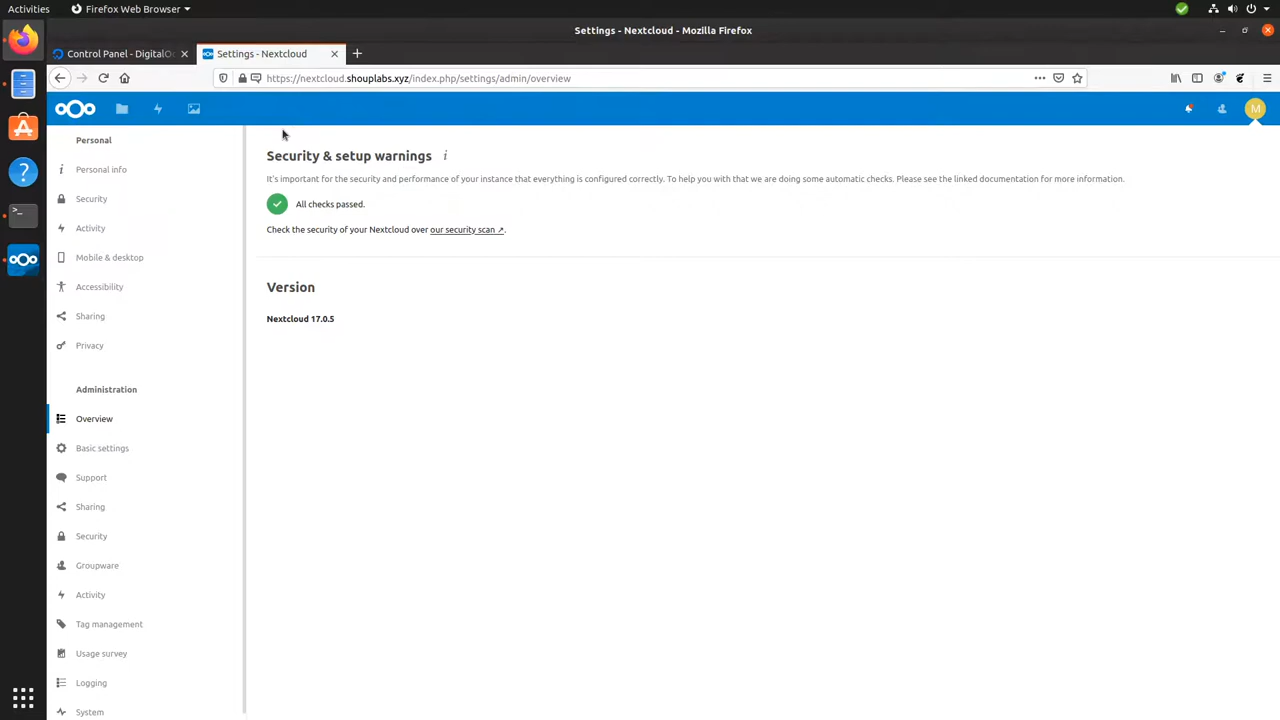 Activities
Firefox Web Browser
Settings - Nextcloud - Mozilla Firefox
Control Panel - DigitalO
Settings - Nextcloud
https://nextcloud.shouplabs.xyz/index.php/settings/admin/overview
M
Personal
Personal info
Security
Activity
Mobile & desktop
Accessibility
Sharing
Privacy
Administration
Overview
Basic settings
Support
Sharing
Security
Groupware
Activity
Tag management
Usage survey
Logging
System
Security & setup warnings
It's important for the security and performance of your instance that everything is configured correctly. To help you with that we are doing some automatic checks. Please see the linked documentation for more information.
All checks passed.
Check the security of your Nextcloud over our security scan ↗.
Version
Nextcloud 17.0.5